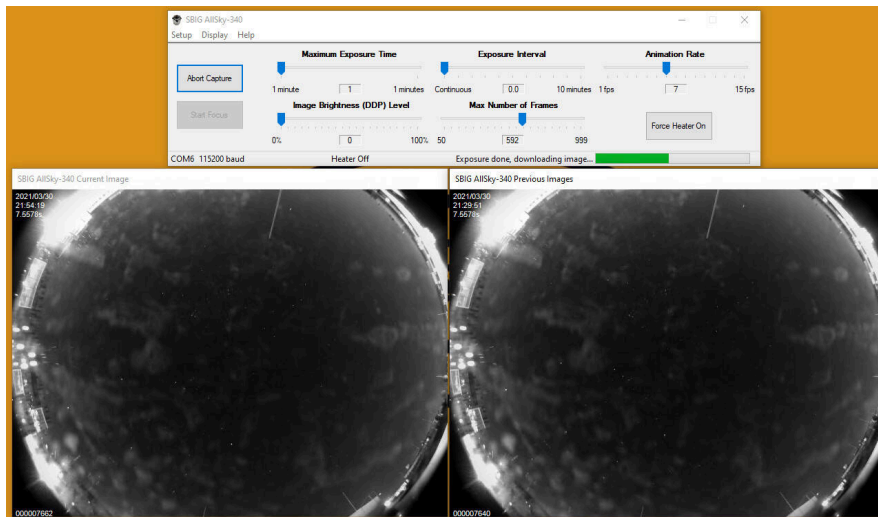 SBIG AllSky-340
Setup Display Help
Maximum Exposure Time
Exposure Interval
Animation Rate
Abort Capture
1 minute 1 1 minutes
Continuous 0.0 10 minutes
1 fps 7 15 fps
Start Focus
Image Brightness (DDP) Level
Max Number of Frames
Force Heater On
0% 0 100%
50 592 999
COM6 115200 baud
Heater Off
Exposure done, downloading image...
SBIG AllSky-340 Current Image
2021/03/30
21:54:19
7.5578s
000007662
SBIG AllSky-340 Previous Images
2021/03/30
21:29:51
7.5578s
000007640